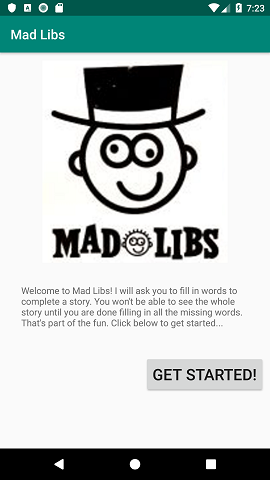 7:23
Mad Libs
MAD LIBS
Welcome to Mad Libs! I will ask you to fill in words to
complete a story. You won't be able to see the whole
story until you are done filling in all the missing words.
That's part of the fun. Click below to get started...
GET STARTED!